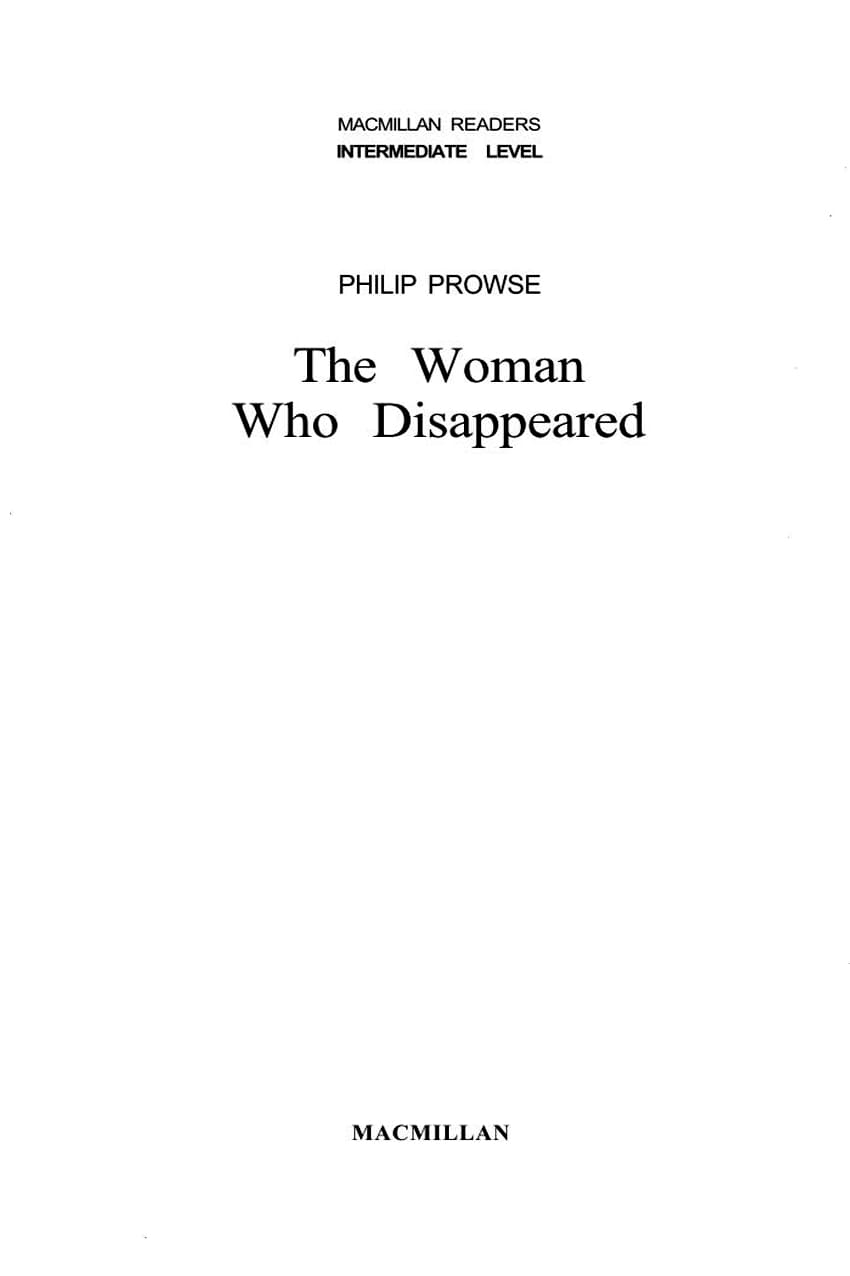 MACMILLAN READERS
INTERMEDIATE LEVEL
PHILIP PROWSE
The Woman
Who Disappeared
MACMILLAN